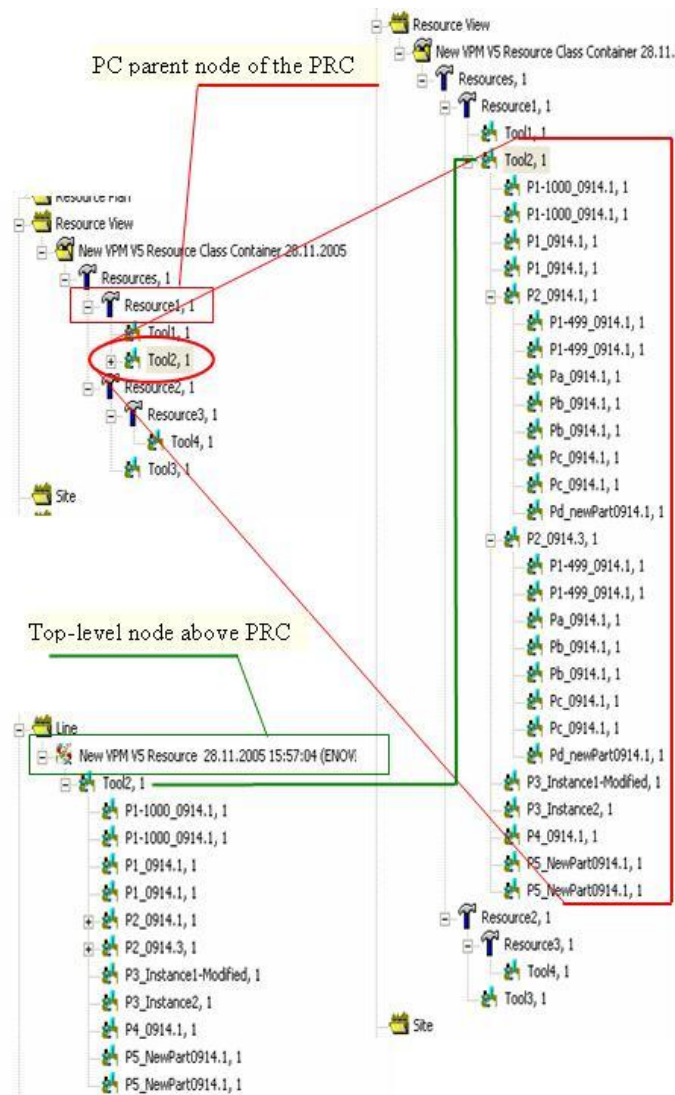 PC parent node of the PRC
Resource Plan
Resource View
New VPM V5 Resource Class Container 28.11.2005
Resources, 1
Resource1, 1
Tool1, 1
Tool2, 1
Resource2, 1
Resource3, 1
Tool4, 1
Tool3, 1
Site
Top-level node above PRC
Line
New VPM V5 Resource 28.11.2005 15:57:04 (ENOVI
Tool2, 1
P1-1000_0914.1, 1
P1-1000_0914.1, 1
P1_0914.1, 1
P1_0914.1, 1
P2_0914.1, 1
P2_0914.3, 1
P3_Instance1-Modified, 1
P3_Instance2, 1
P4_0914.1, 1
P5_NewPart0914.1, 1
P5_NewPart0914.1, 1
Resource View
New VPM V5 Resource Class Container 28.11.
Resources, 1
Resource1, 1
Tool1, 1
Tool2, 1
P1-1000_0914.1, 1
P1-1000_0914.1, 1
P1_0914.1, 1
P1_0914.1, 1
P2_0914.1, 1
P1-499_0914.1, 1
P1-499_0914.1, 1
Pa_0914.1, 1
Pb_0914.1, 1
Pb_0914.1, 1
Pc_0914.1, 1
Pc_0914.1, 1
Pd_newPart0914.1, 1
P2_0914.3, 1
P1-499_0914.1, 1
P1-499_0914.1, 1
Pa_0914.1, 1
Pb_0914.1, 1
Pb_0914.1, 1
Pc_0914.1, 1
Pc_0914.1, 1
Pd_newPart0914.1, 1
P3_Instance1-Modified, 1
P3_Instance2, 1
P4_0914.1, 1
P5_NewPart0914.1, 1
P5_NewPart0914.1, 1
Resource2, 1
Resource3, 1
Tool4, 1
Tool3, 1
Site